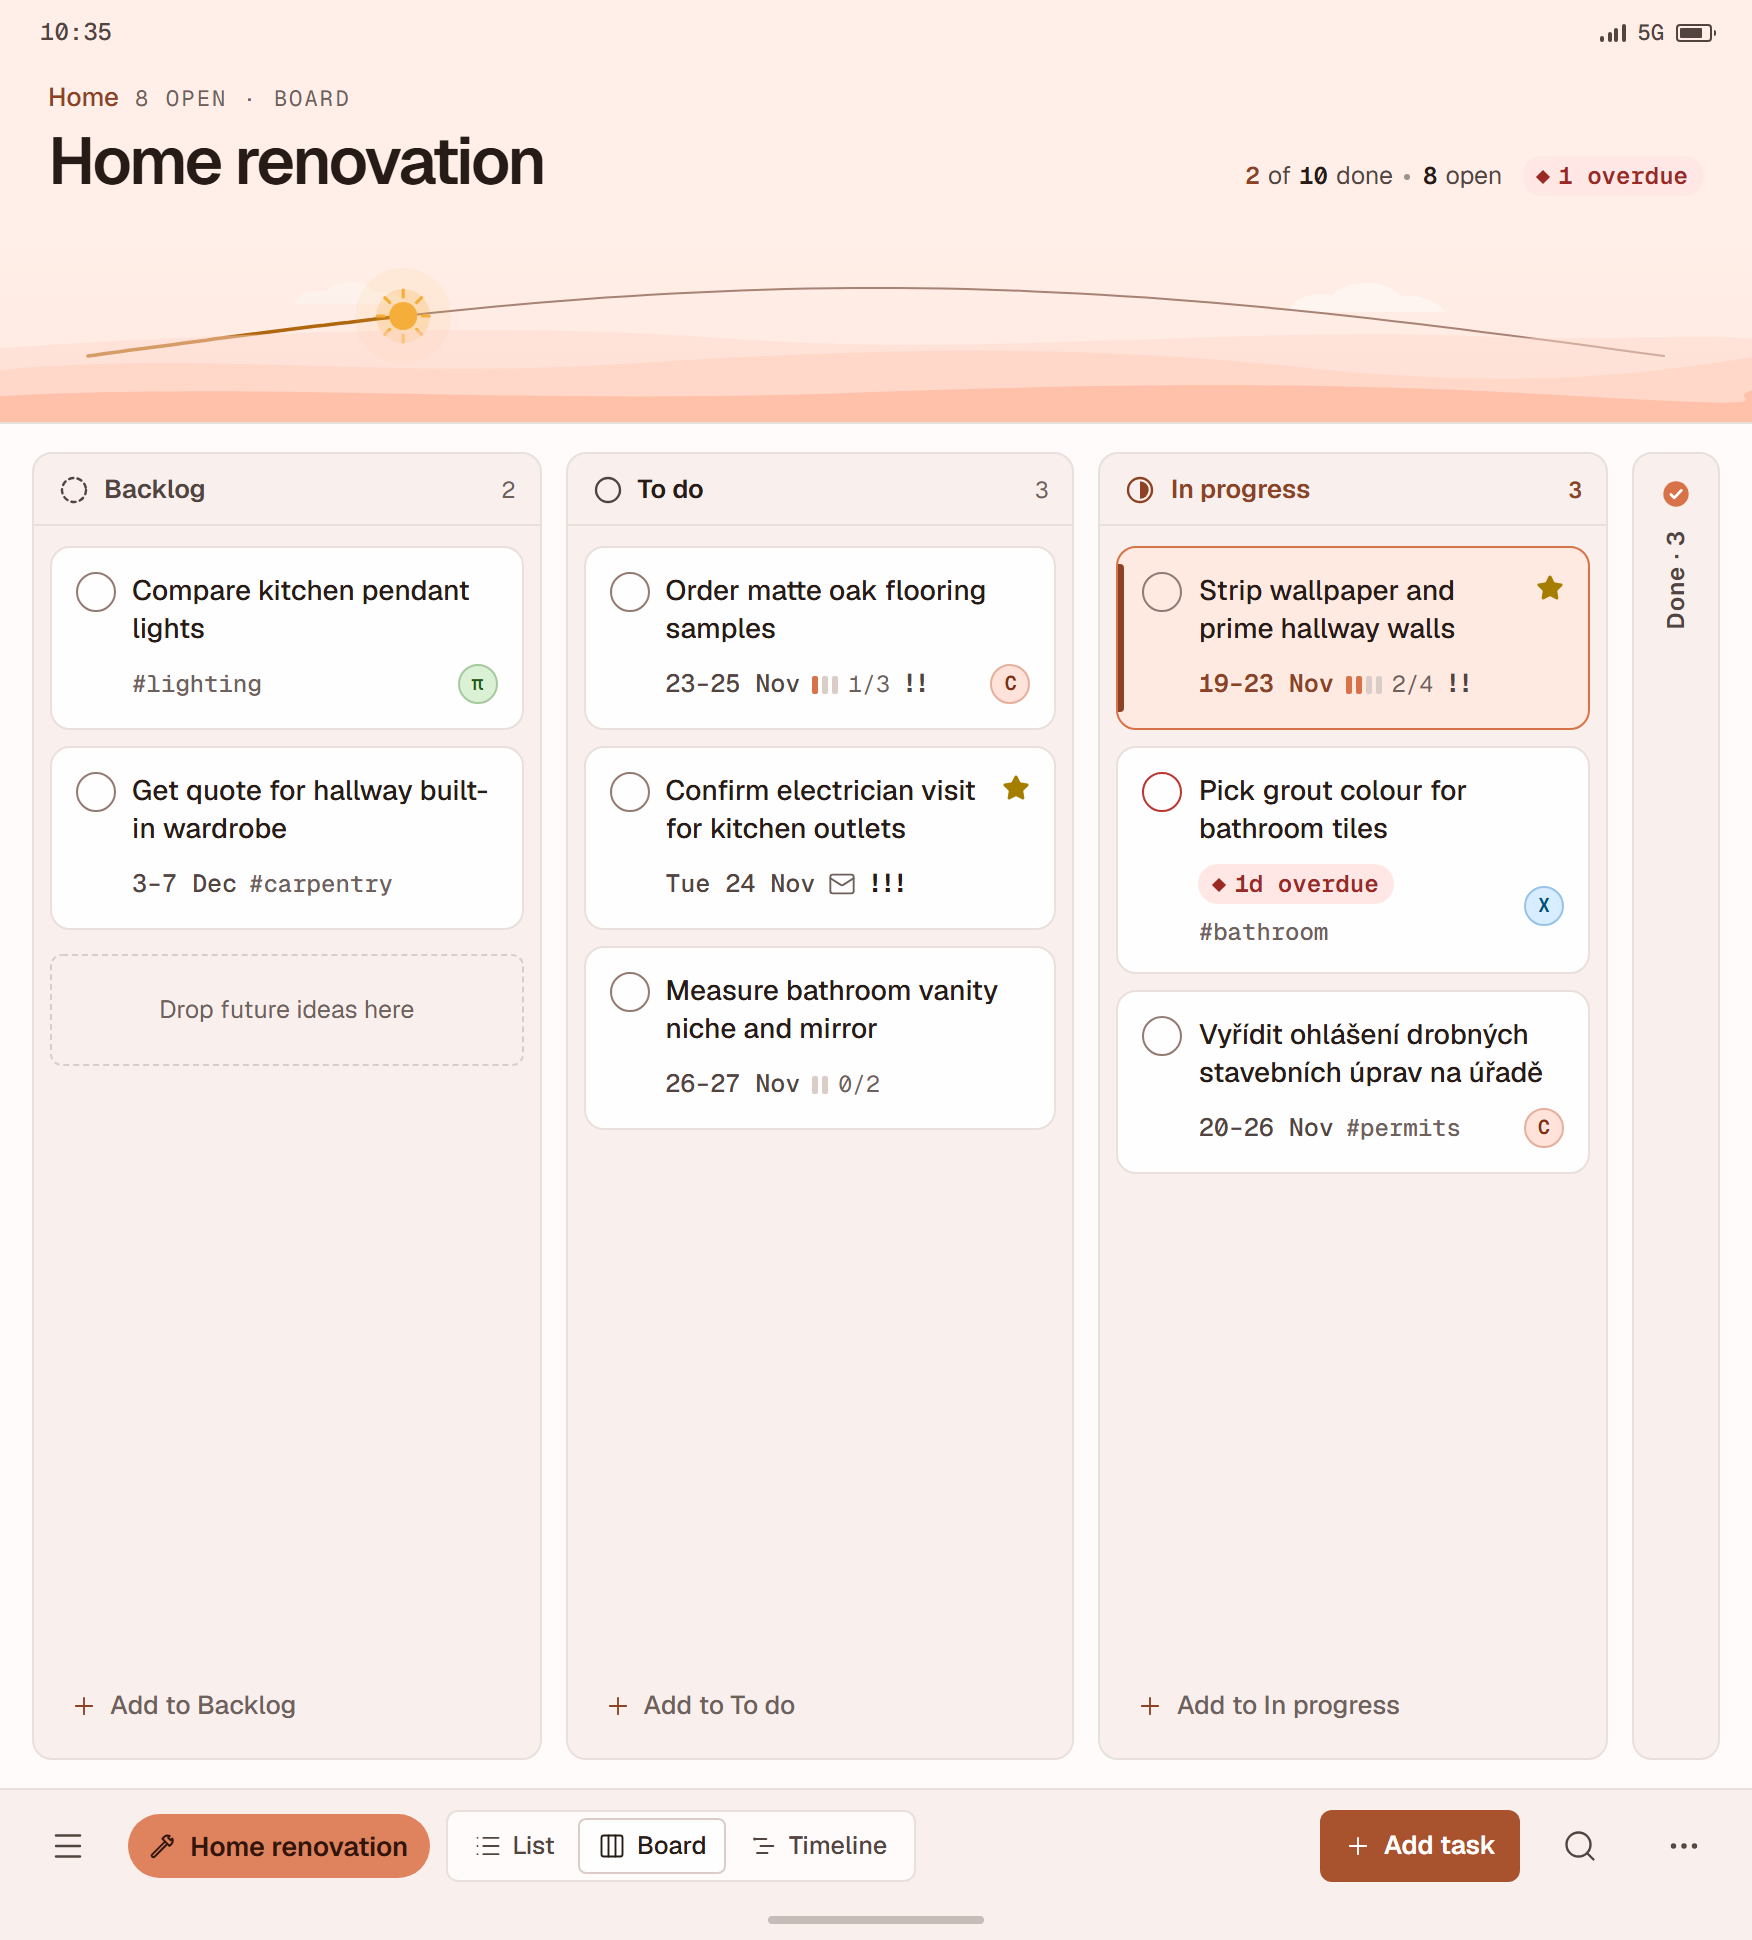 10:35
5G
Home 8 OPEN · BOARD
Home renovation
2 of 10 done • 8 open ◆ 1 overdue
Backlog 2
Compare kitchen pendant
lights
#lighting π
Get quote for hallway built-
in wardrobe
3–7 Dec #carpentry
Drop future ideas here
+ Add to Backlog
To do 3
Order matte oak flooring
samples
23–25 Nov 1/3 !! C
Confirm electrician visit
for kitchen outlets
Tue 24 Nov !!!
Measure bathroom vanity
niche and mirror
26–27 Nov 0/2
+ Add to To do
In progress 3
Strip wallpaper and
prime hallway walls
19–23 Nov 2/4 !!
Pick grout colour for
bathroom tiles
◆ 1d overdue
X
#bathroom
Vyřídit ohlášení drobných
stavebních úprav na úřadě
20–26 Nov #permits C
+ Add to In progress
Done · 3
Home renovation
List
Board
Timeline
+ Add task